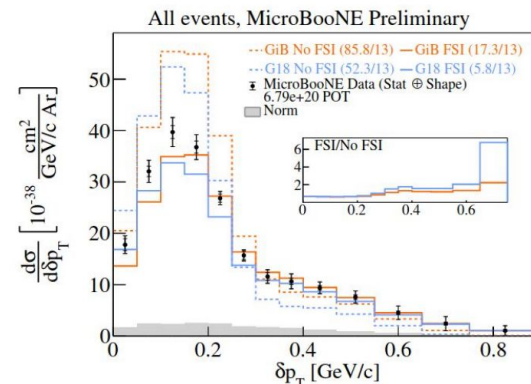 All events, MicroBooNE Preliminary
GiB No FSI (85.8/13) GiB FSI (17.3/13)
G18 No FSI (52.3/13) G18 FSI (5.8/13)
MicroBooNE Data (Stat ⊕ Shape)
6.79e+20 POT
Norm
FSI/No FSI
6
4
2
0 0.2 0.4 0.6
50
40
30
20
10
0
dσ/dδp_T [10⁻³⁸ cm²/GeV/c Ar]
0 0.2 0.4 0.6 0.8
δp_T [GeV/c]